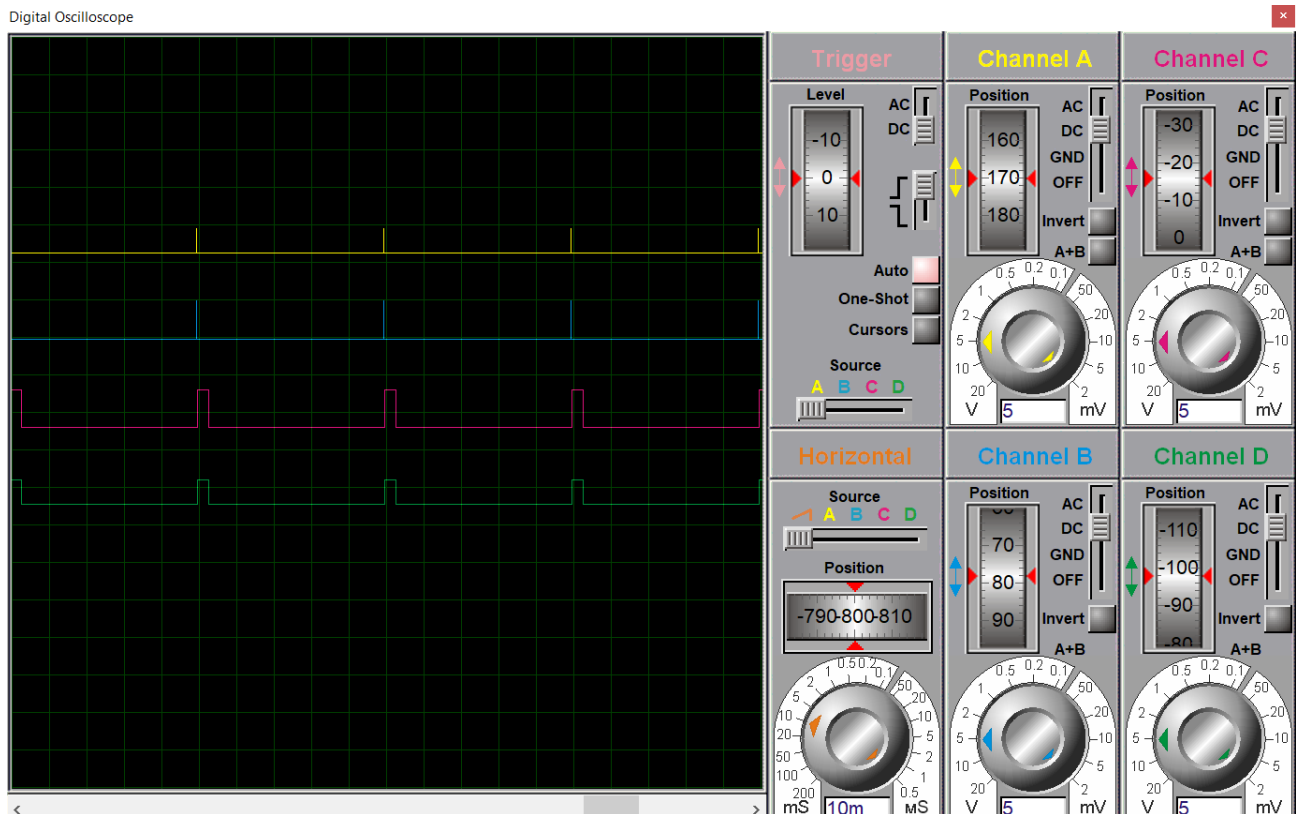 Digital Oscilloscope
Trigger
Level
AC
DC
-10
0
10
Auto
One-Shot
Cursors
Source
A B C D
Channel A
Position
AC
DC
GND
OFF
160
170
180
Invert
A+B
20 10 5 2 1 0.5 0.2 0.1 50 20 10 5 2
V 5 mV
Channel C
Position
AC
DC
GND
OFF
-30
-20
-10
0
Invert
A+B
20 10 5 2 1 0.5 0.2 0.1 50 20 10 5 2
V 5 mV
Horizontal
Source
A B C D
Position
-790 -800 -810
200 100 50 20 10 5 2 1 0.5 0.2 0.1 50 20 10 5 2 1 0.5
mS 10m мS
Channel B
Position
AC
DC
GND
OFF
70
80
90
Invert
A+B
20 10 5 2 1 0.5 0.2 0.1 50 20 10 5 2
V 5 mV
Channel D
Position
AC
DC
GND
OFF
-110
-100
-90
-80
Invert
A+B
20 10 5 2 1 0.5 0.2 0.1 50 20 10 5 2
V 5 mV